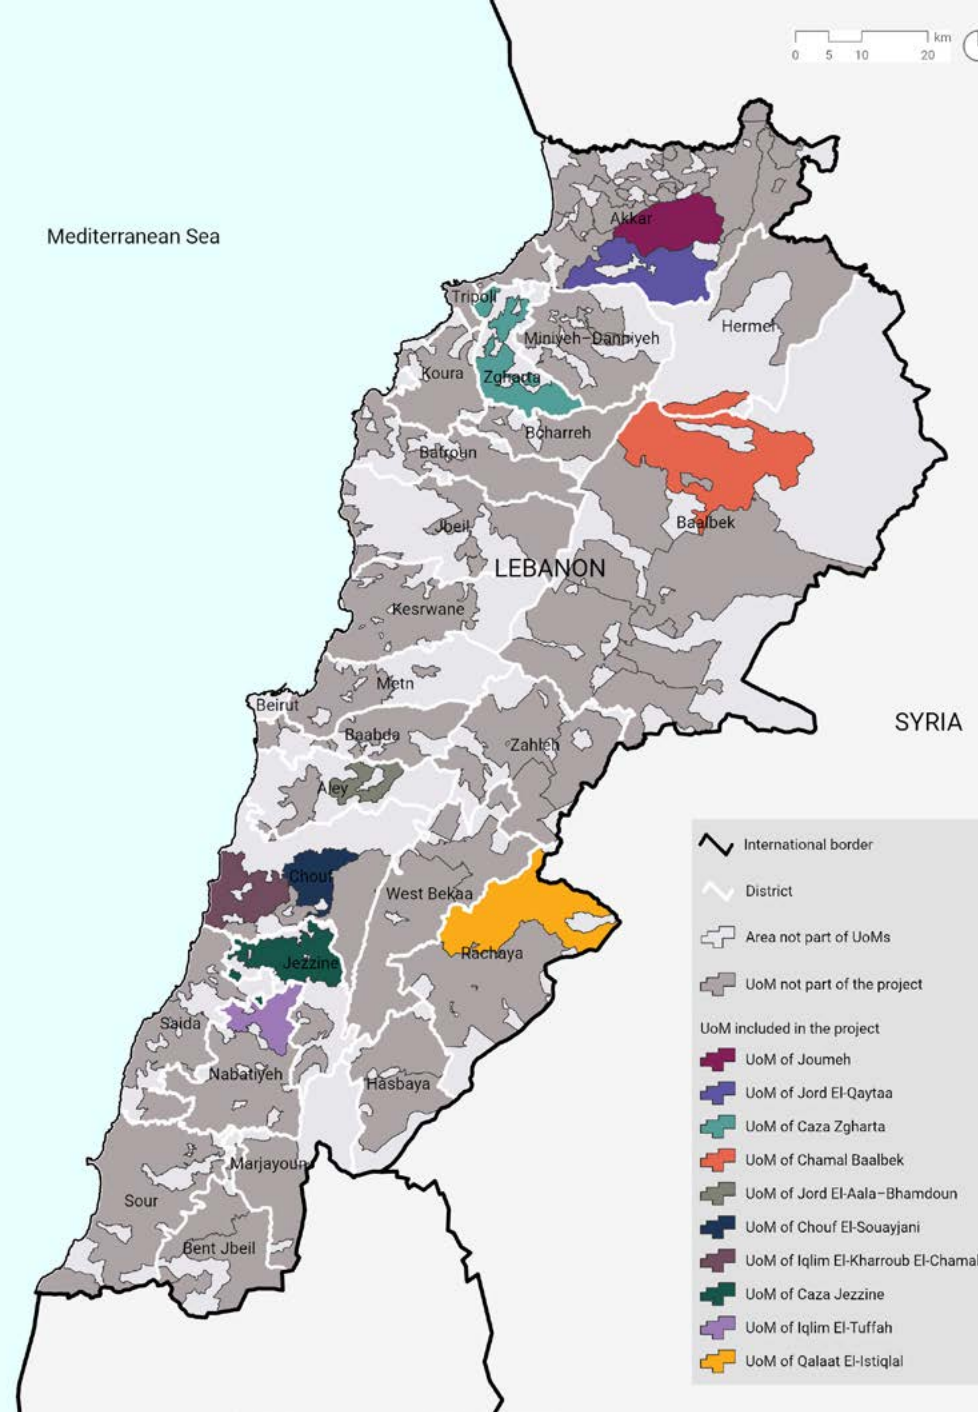 km
0 5 10 20
Mediterranean Sea
Akkar
Tripoli
Hermel
Miniyeh–Danniyeh
Koura
Zgharta
Bcharreh
Batroun
Baalbek
Jbeil
LEBANON
Kesrwane
Metn
Beirut
SYRIA
Baabda
Zahleh
Aley
Chouf
West Bekaa
Rachaya
Jezzine
Saida
Nabatiyeh
Hasbaya
Marjayoun
Sour
Bent Jbeil
International border
District
Area not part of UoMs
UoM not part of the project
UoM included in the project
UoM of Joumeh
UoM of Jord El-Qaytaa
UoM of Caza Zgharta
UoM of Chamal Baalbek
UoM of Jord El-Aala–Bhamdoun
UoM of Chouf El-Souayjani
UoM of Iqlim El-Kharroub El-Chamal
UoM of Caza Jezzine
UoM of Iqlim El-Tuffah
UoM of Qalaat El-Istiqlal